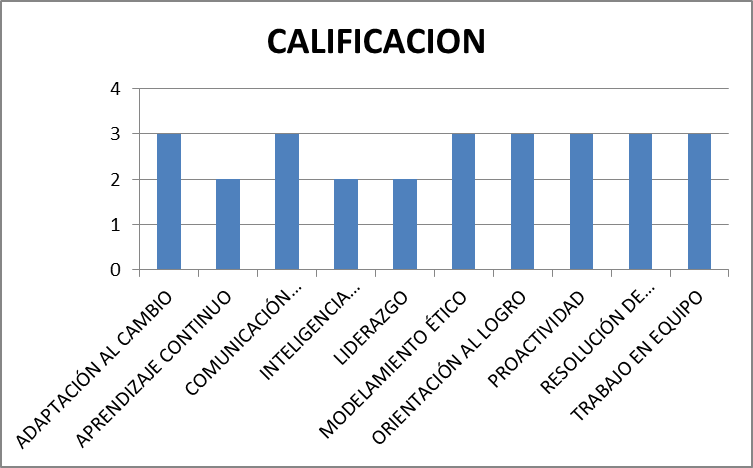 CALIFICACION
4
3
2
1
0
ADAPTACIÓN AL CAMBIO
APRENDIZAJE CONTINUO
COMUNICACIÓN...
INTELIGENCIA...
LIDERAZGO
MODELAMIENTO ÉTICO
ORIENTACIÓN AL LOGRO
PROACTIVIDAD
RESOLUCIÓN DE...
TRABAJO EN EQUIPO